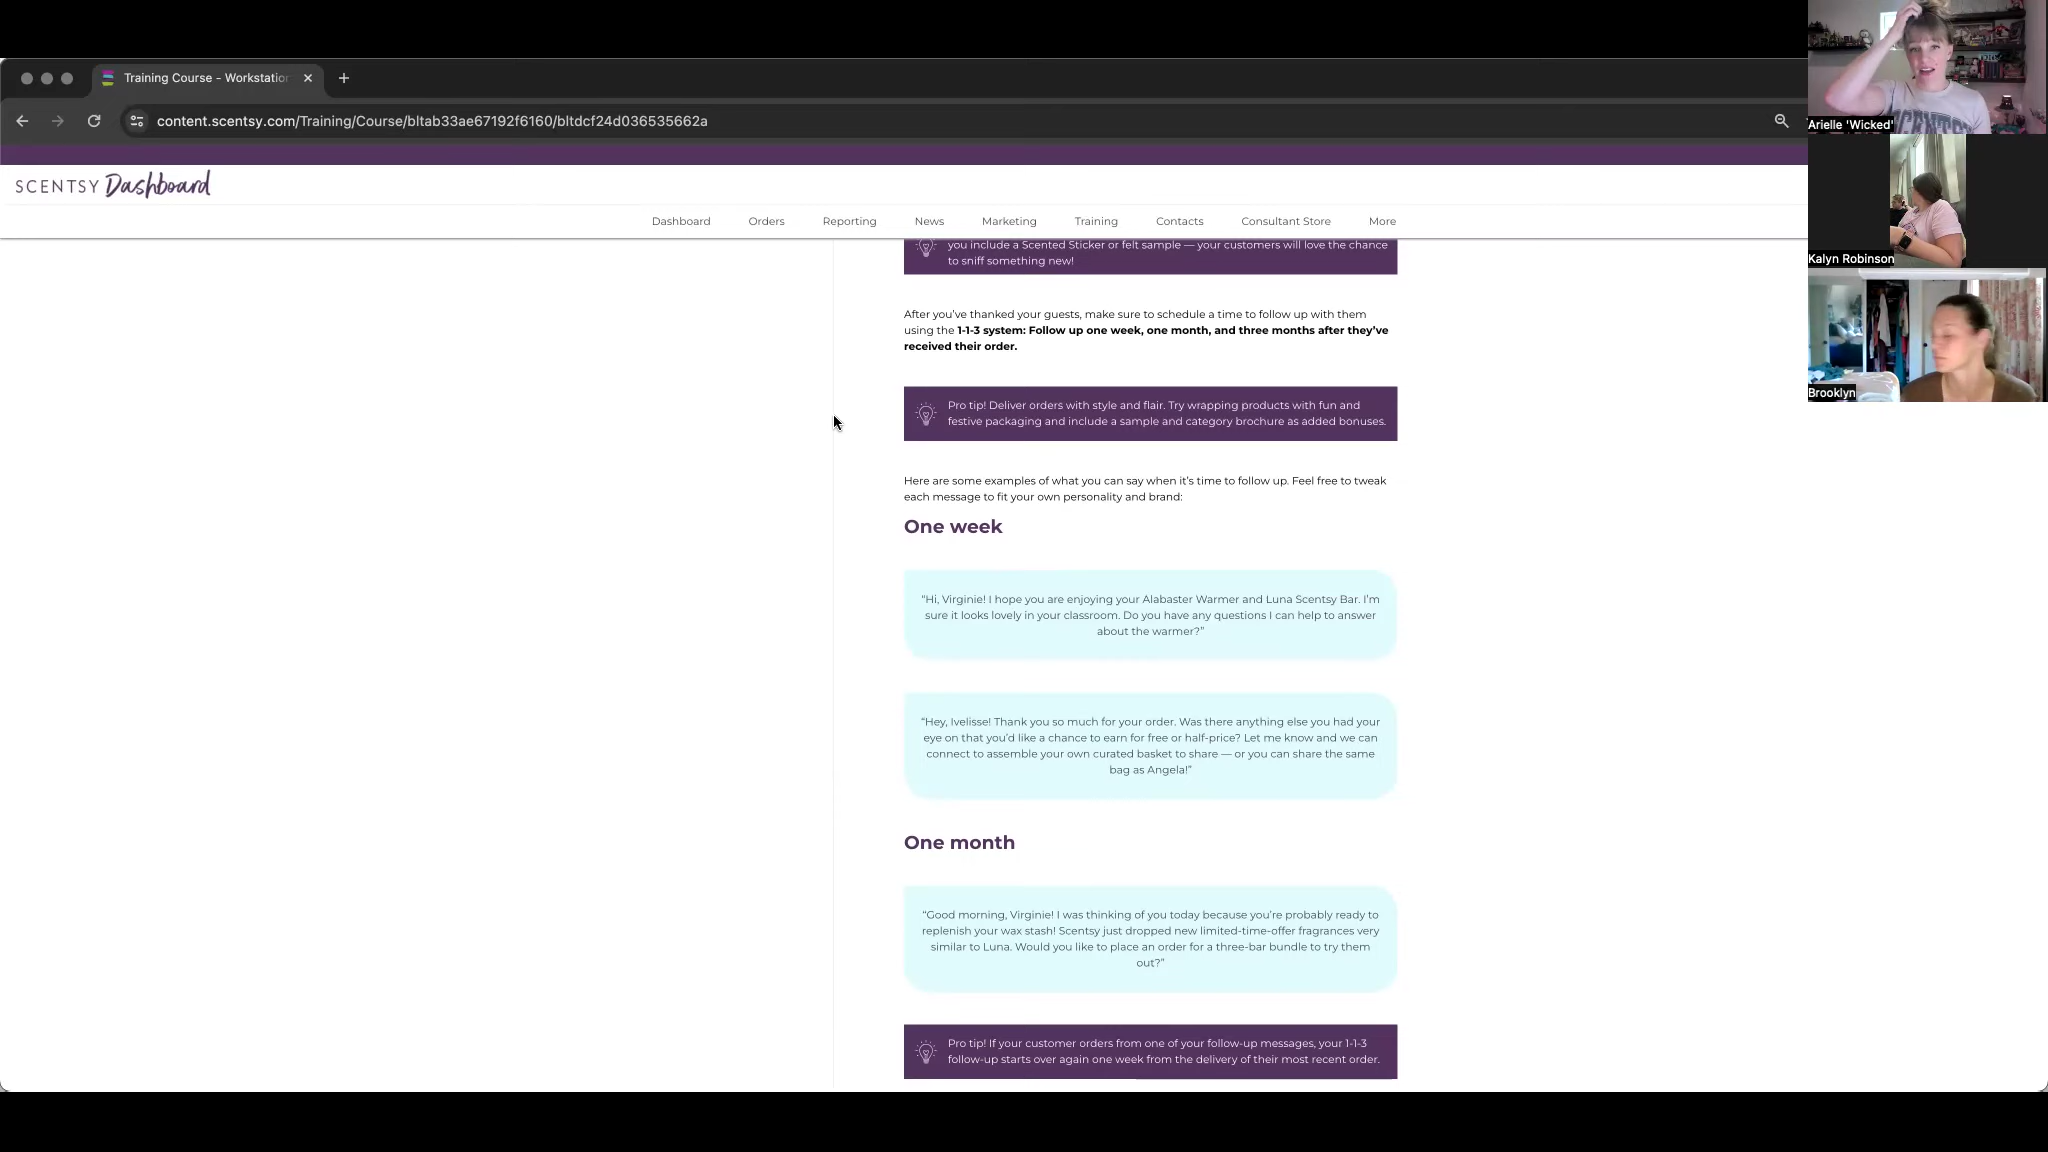 Training Course - Workstation
content.scentsy.com/Training/Course/bltab33ae67192f6160/bltdcf24d036535662a
SCENTSY Dashboard
Dashboard Orders Reporting News Marketing Training Contacts Consultant Store More
you include a Scented Sticker or felt sample — your customers will love the chance
to sniff something new!
After you’ve thanked your guests, make sure to schedule a time to follow up with them
using the 1-1-3 system: Follow up one week, one month, and three months after they’ve
received their order.
Pro tip! Deliver orders with style and flair. Try wrapping products with fun and
festive packaging and include a sample and category brochure as added bonuses.
Here are some examples of what you can say when it’s time to follow up. Feel free to tweak
each message to fit your own personality and brand:
One week
“Hi, Virginie! I hope you are enjoying your Alabaster Warmer and Luna Scentsy Bar. I’m
sure it looks lovely in your classroom. Do you have any questions I can help to answer
about the warmer?”
“Hey, Ivelisse! Thank you so much for your order. Was there anything else you had your
eye on that you’d like a chance to earn for free or half-price? Let me know and we can
connect to assemble your own curated basket to share — or you can share the same
bag as Angela!”
One month
“Good morning, Virginie! I was thinking of you today because you’re probably ready to
replenish your wax stash! Scentsy just dropped new limited-time-offer fragrances very
similar to Luna. Would you like to place an order for a three-bar bundle to try them
out?”
Pro tip! If your customer orders from one of your follow-up messages, your 1-1-3
follow-up starts over again one week from the delivery of their most recent order.
Arielle 'Wicked'
Kalyn Robinson
Brooklyn